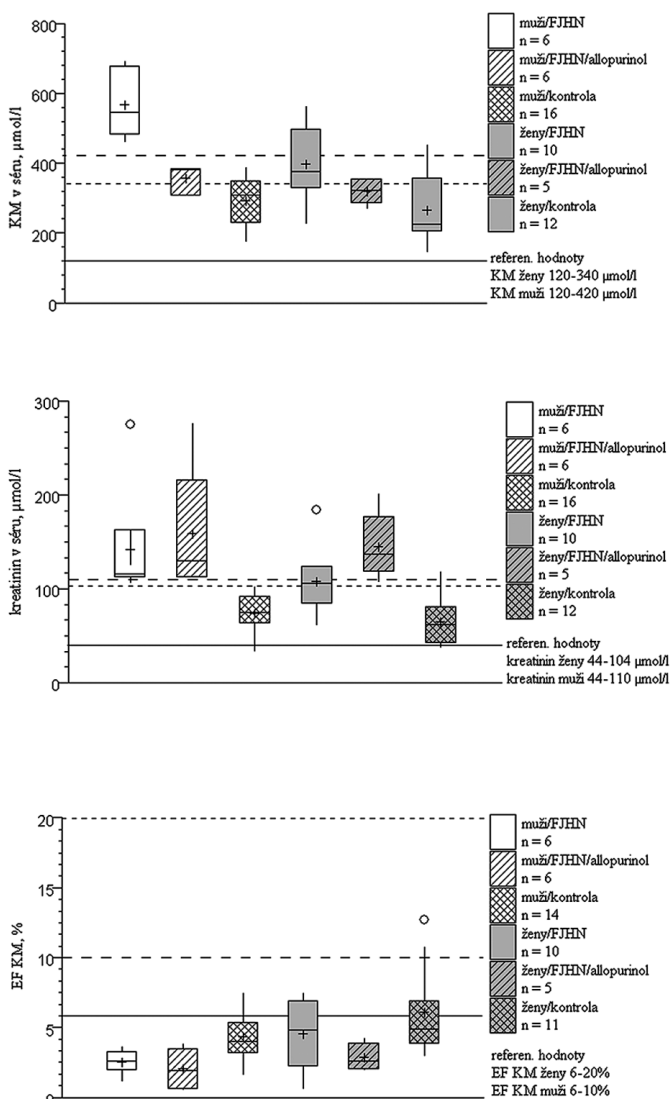 800
600
400
200
0
KM v séru, μmol/l
muži/FJHN
n = 6
muži/FJHN/allopurinol
n = 6
muži/kontrola
n = 16
ženy/FJHN
n = 10
ženy/FJHN/allopurinol
n = 5
ženy/kontrola
n = 12
referen. hodnoty
KM ženy 120-340 μmol/l
KM muži 120-420 μmol/l
300
200
100
0
kreatinin v séru, μmol/l
muži/FJHN
n = 6
muži/FJHN/allopurinol
n = 6
muži/kontrola
n = 16
ženy/FJHN
n = 10
ženy/FJHN/allopurinol
n = 5
ženy/kontrola
n = 12
referen. hodnoty
kreatinin ženy 44-104 μmol/l
kreatinin muži 44-110 μmol/l
20
15
10
5
0
EF KM, %
muži/FJHN
n = 6
muži/FJHN/allopurinol
n = 6
muži/kontrola
n = 14
ženy/FJHN
n = 10
ženy/FJHN/allopurinol
n = 5
ženy/kontrola
n = 11
referen. hodnoty
EF KM ženy 6-20%
EF KM muži 6-10%